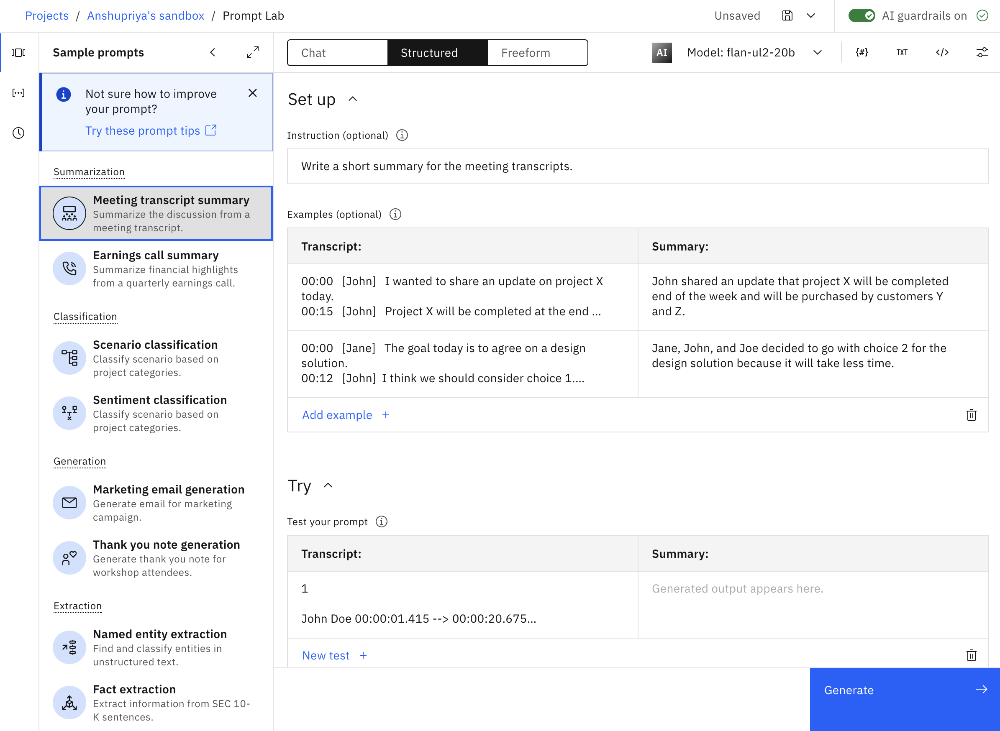 Projects / Anshupriya's sandbox / Prompt Lab
Unsaved
AI guardrails on
Sample prompts
Not sure how to improve
your prompt?
Try these prompt tips
Summarization
Meeting transcript summary
Summarize the discussion from a
meeting transcript.
Earnings call summary
Summarize financial highlights
from a quarterly earnings call.
Classification
Scenario classification
Classify scenario based on
project categories.
Sentiment classification
Classify scenario based on
project categories.
Generation
Marketing email generation
Generate email for marketing
campaign.
Thank you note generation
Generate thank you note for
workshop attendees.
Extraction
Named entity extraction
Find and classify entities in
unstructured text.
Fact extraction
Extract information from SEC 10-
K sentences.
Chat
Structured
Freeform
AI
Model: flan-ul2-20b
{#}
TXT
</>
Set up
Instruction (optional)
Write a short summary for the meeting transcripts.
Examples (optional)
Transcript:
Summary:
00:00 [John] I wanted to share an update on project X
today.
00:15 [John] Project X will be completed at the end ...
John shared an update that project X will be completed
end of the week and will be purchased by customers Y
and Z.
00:00 [Jane] The goal today is to agree on a design
solution.
00:12 [John] I think we should consider choice 1....
Jane, John, and Joe decided to go with choice 2 for the
design solution because it will take less time.
Add example +
Try
Test your prompt
Transcript:
Summary:
1
John Doe 00:00:01.415 --> 00:00:20.675...
Generated output appears here.
New test +
Generate